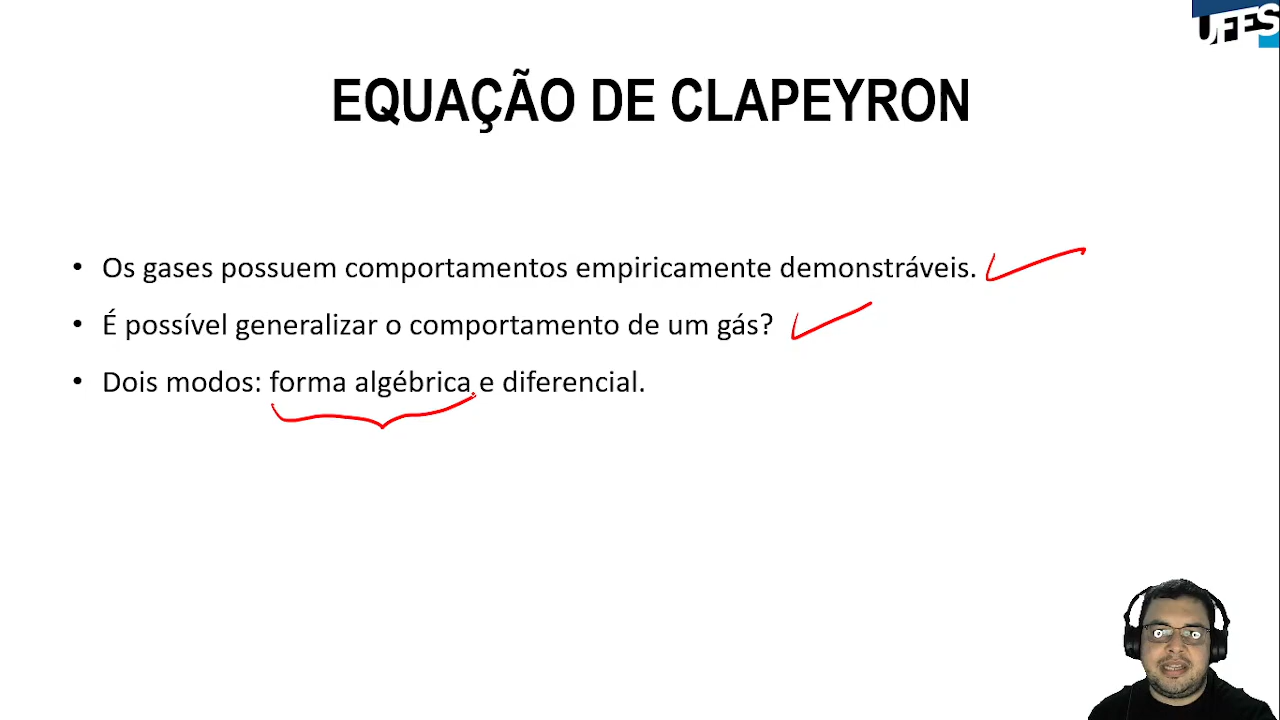 UFES
EQUAÇÃO DE CLAPEYRON
• Os gases possuem comportamentos empiricamente demonstráveis.
• É possível generalizar o comportamento de um gás?
• Dois modos: forma algébrica e diferencial.